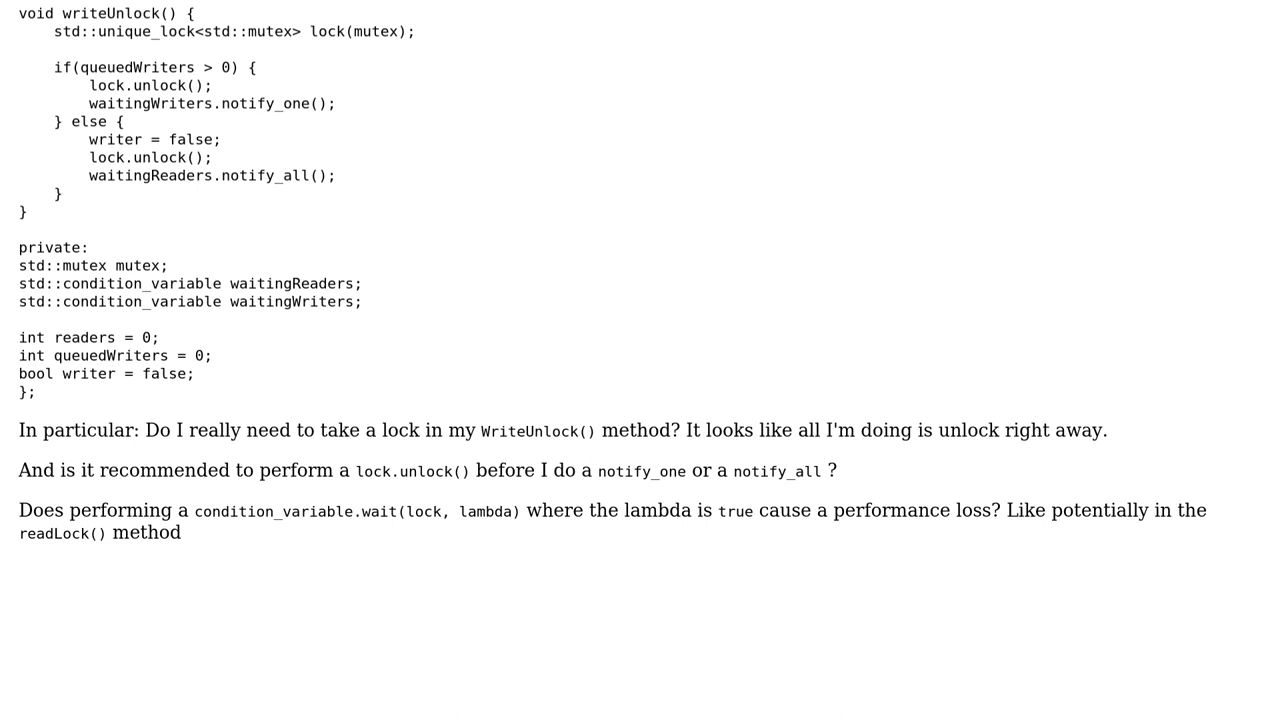 void writeUnlock() {
    std::unique_lock<std::mutex> lock(mutex);

    if(queuedWriters > 0) {
        lock.unlock();
        waitingWriters.notify_one();
    } else {
        writer = false;
        lock.unlock();
        waitingReaders.notify_all();
    }
}

private:
std::mutex mutex;
std::condition_variable waitingReaders;
std::condition_variable waitingWriters;

int readers = 0;
int queuedWriters = 0;
bool writer = false;
};
In particular: Do I really need to take a lock in my WriteUnlock() method? It looks like all I'm doing is unlock right away.
And is it recommended to perform a lock.unlock() before I do a notify_one or a notify_all ?
Does performing a condition_variable.wait(lock, lambda) where the lambda is true cause a performance loss? Like potentially in the
readLock() method